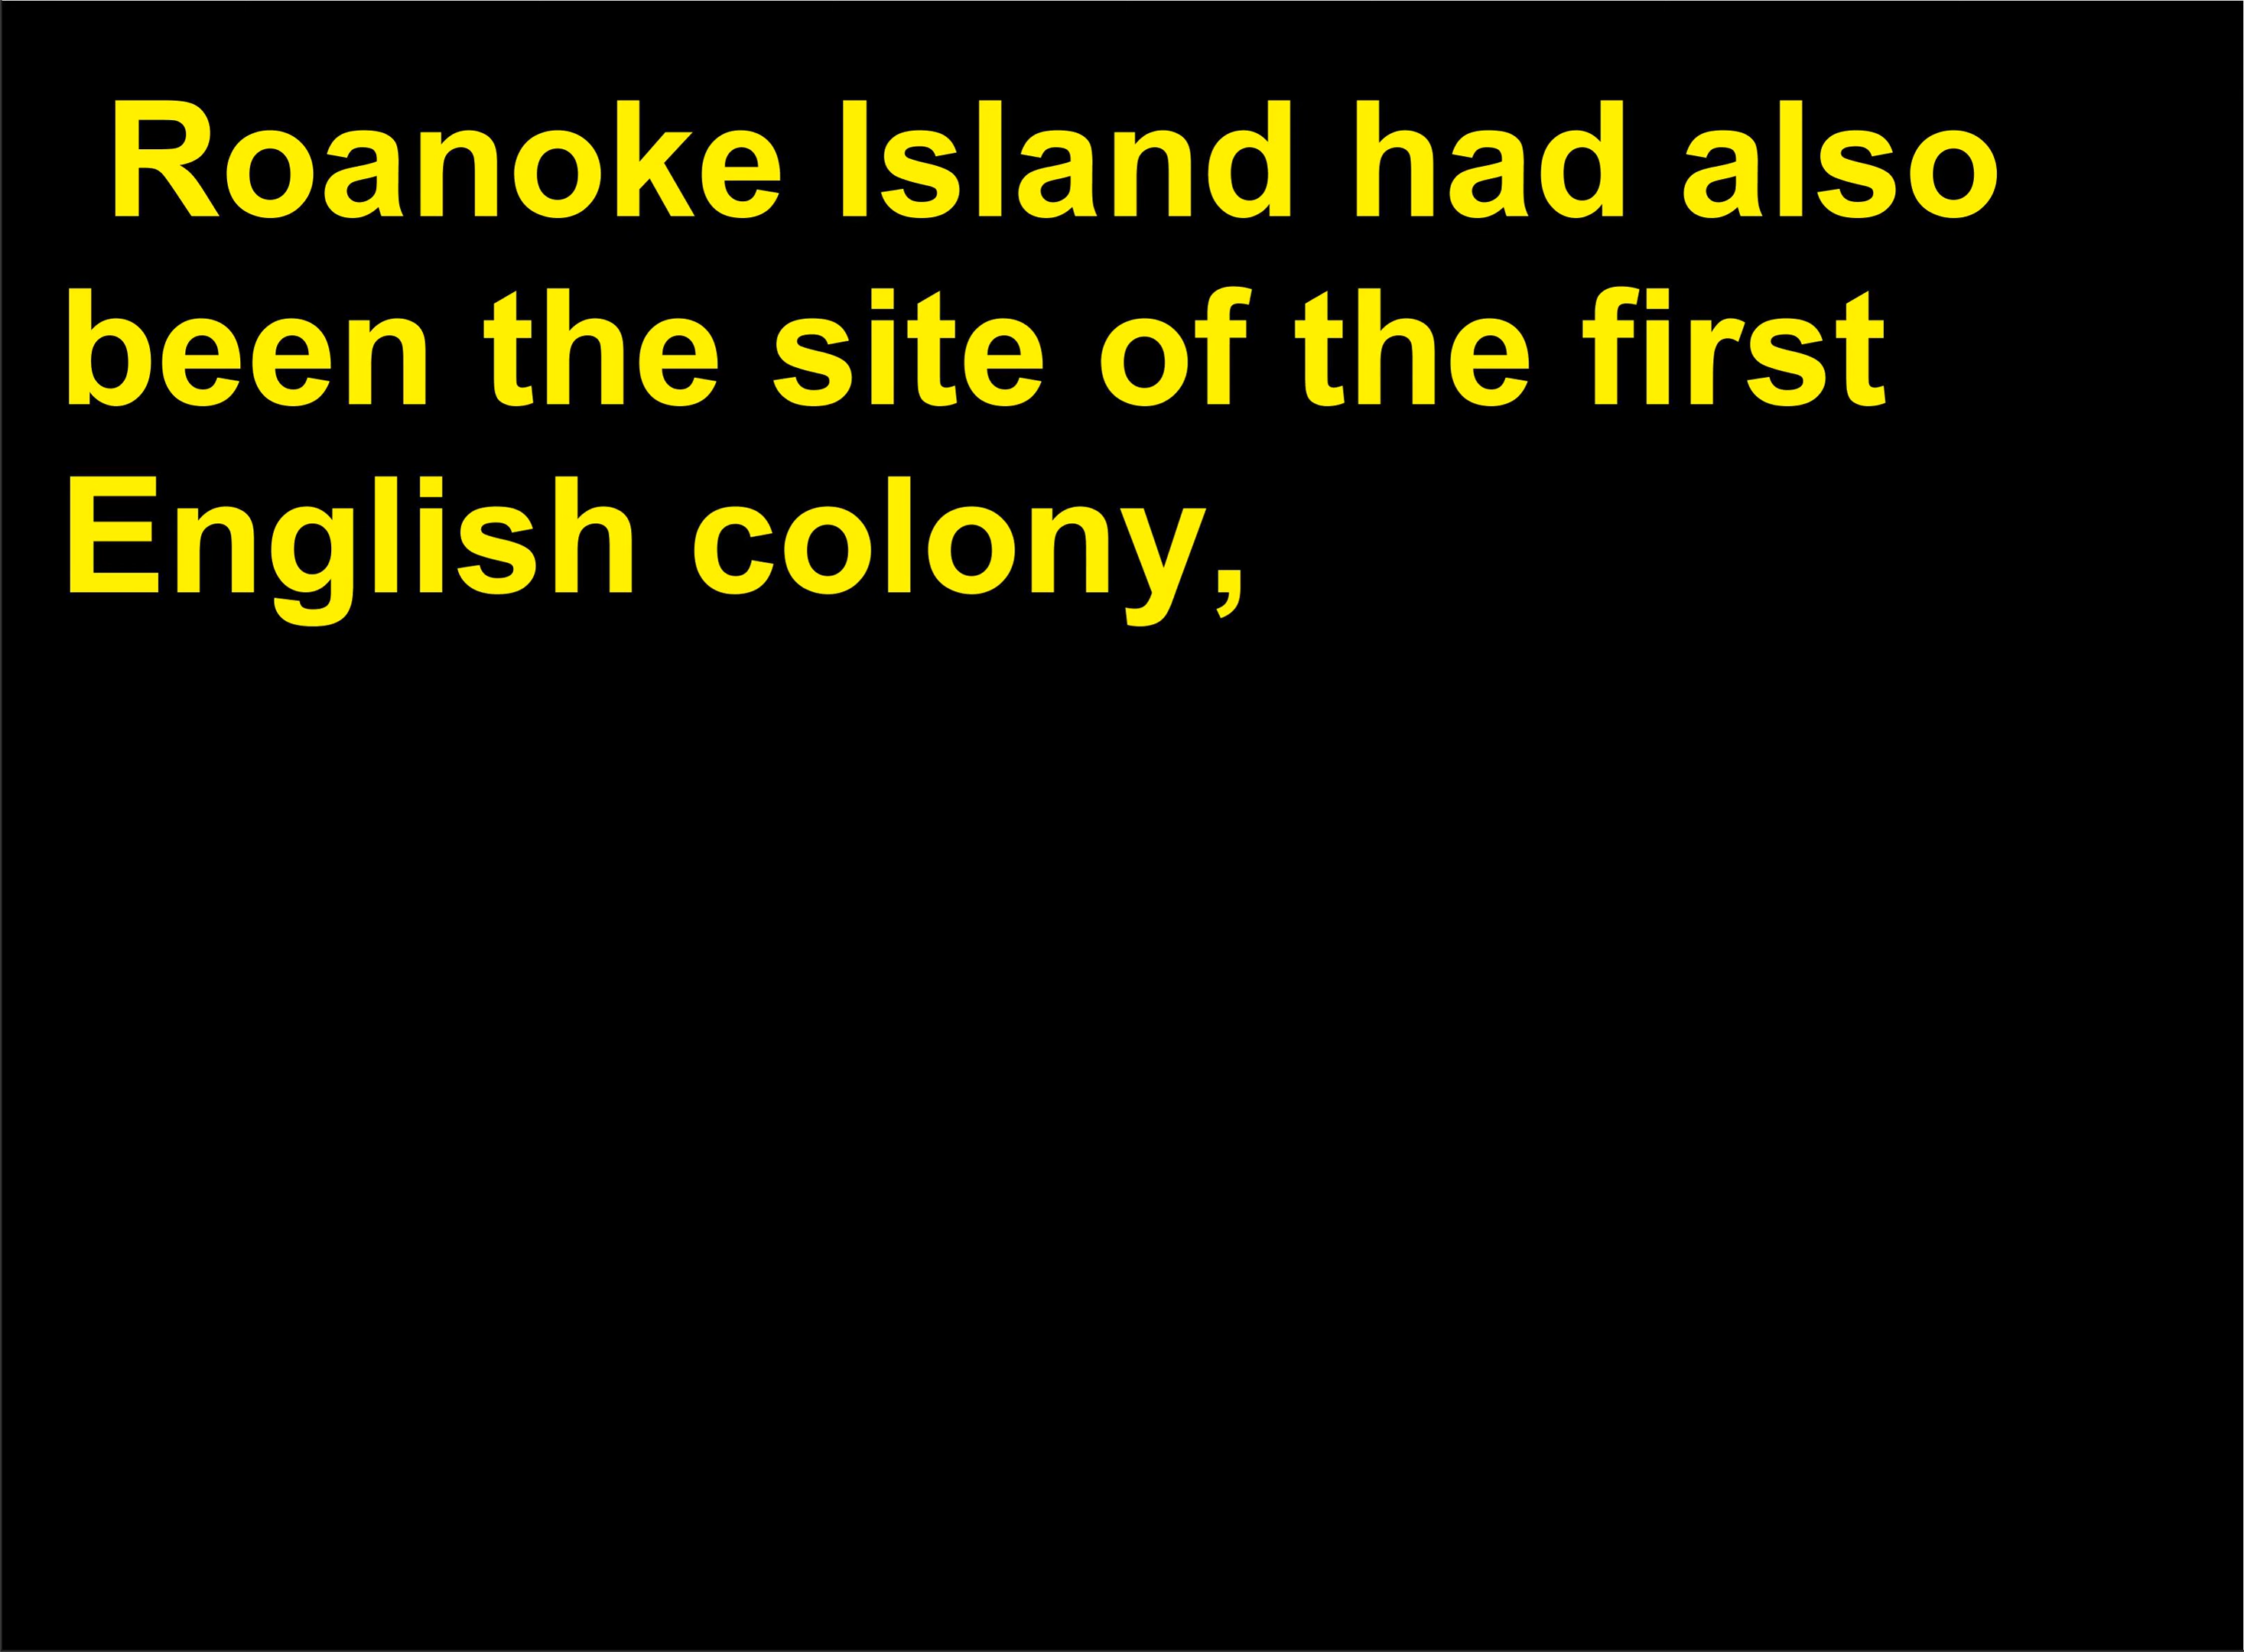 Roanoke Island had also
been the site of the first
English colony,